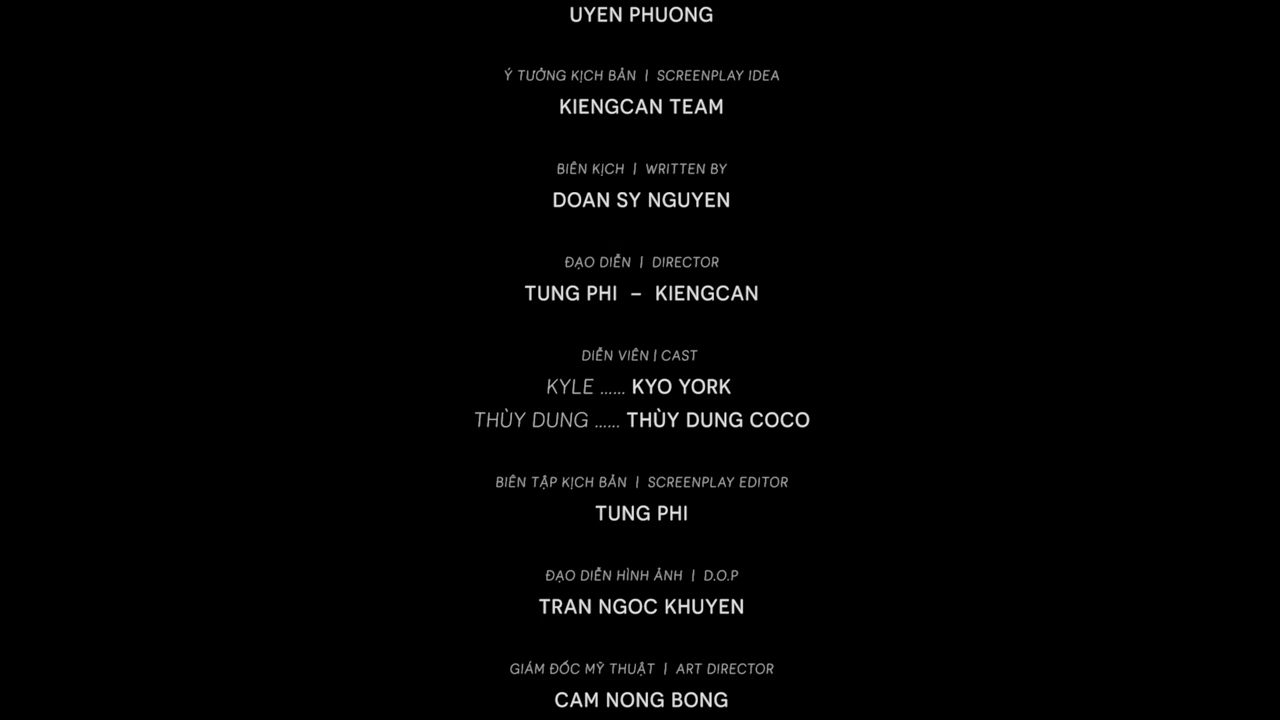 UYEN PHUONG
Ý TƯỞNG KỊCH BẢN | SCREENPLAY IDEA
KIENGCAN TEAM
BIÊN KỊCH | WRITTEN BY
DOAN SY NGUYEN
ĐẠO DIỄN | DIRECTOR
TUNG PHI – KIENGCAN
DIỄN VIÊN | CAST
KYLE ...... KYO YORK
THÙY DUNG ...... THÙY DUNG COCO
BIÊN TẬP KỊCH BẢN | SCREENPLAY EDITOR
TUNG PHI
ĐẠO DIỄN HÌNH ẢNH | D.O.P
TRAN NGOC KHUYEN
GIÁM ĐỐC MỸ THUẬT | ART DIRECTOR
CAM NONG BONG